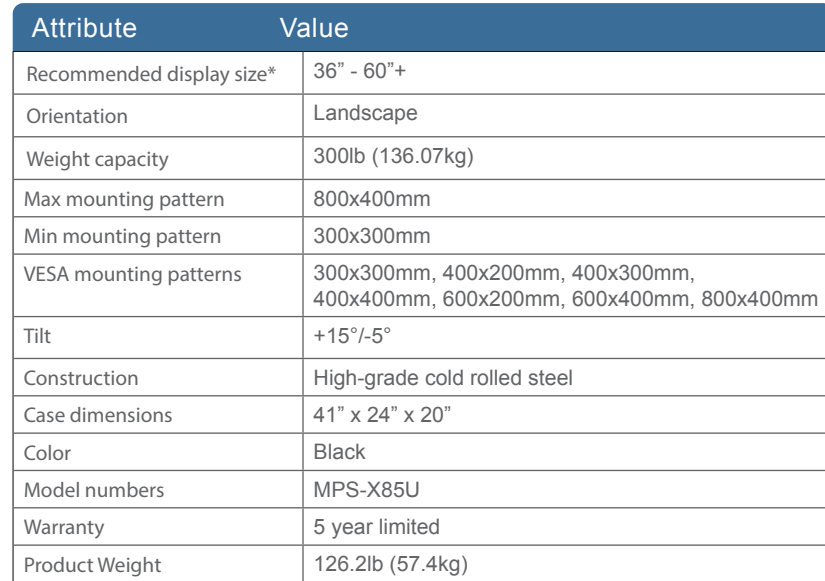 Attribute Value
Recommended display size* 36” - 60”+
Orientation Landscape
Weight capacity 300lb (136.07kg)
Max mounting pattern 800x400mm
Min mounting pattern 300x300mm
VESA mounting patterns 300x300mm, 400x200mm, 400x300mm,
400x400mm, 600x200mm, 600x400mm, 800x400mm
Tilt +15°/-5°
Construction High-grade cold rolled steel
Case dimensions 41” x 24” x 20”
Color Black
Model numbers MPS-X85U
Warranty 5 year limited
Product Weight 126.2lb (57.4kg)